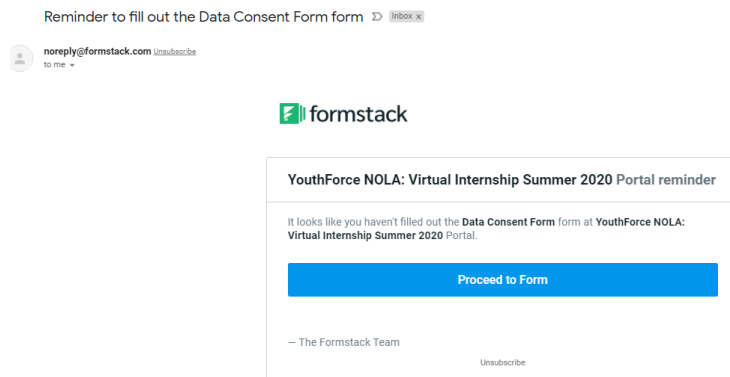 Reminder to fill out the Data Consent Form form Inbox x
noreply@formstack.com Unsubscribe
to me
formstack
YouthForce NOLA: Virtual Internship Summer 2020 Portal reminder
It looks like you haven't filled out the Data Consent Form form at YouthForce NOLA:
Virtual Internship Summer 2020 Portal.
Proceed to Form
— The Formstack Team
Unsubscribe